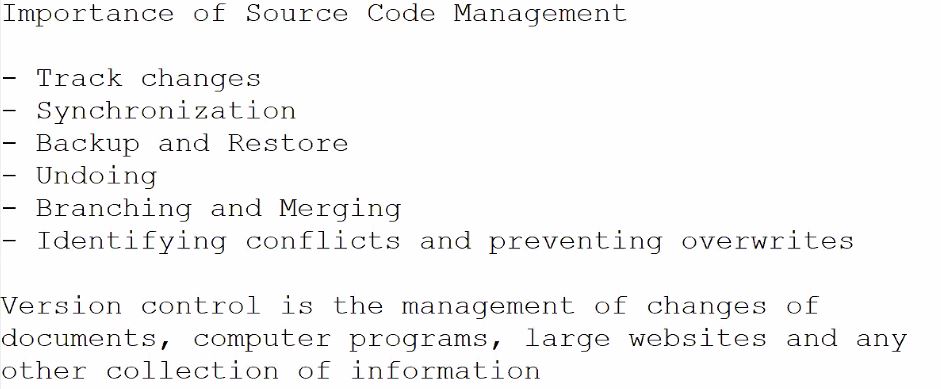 Importance of Source Code Management
- Track changes
- Synchronization
- Backup and Restore
- Undoing
- Branching and Merging
- Identifying conflicts and preventing overwrites
Version control is the management of changes of
documents, computer programs, large websites and any
other collection of information